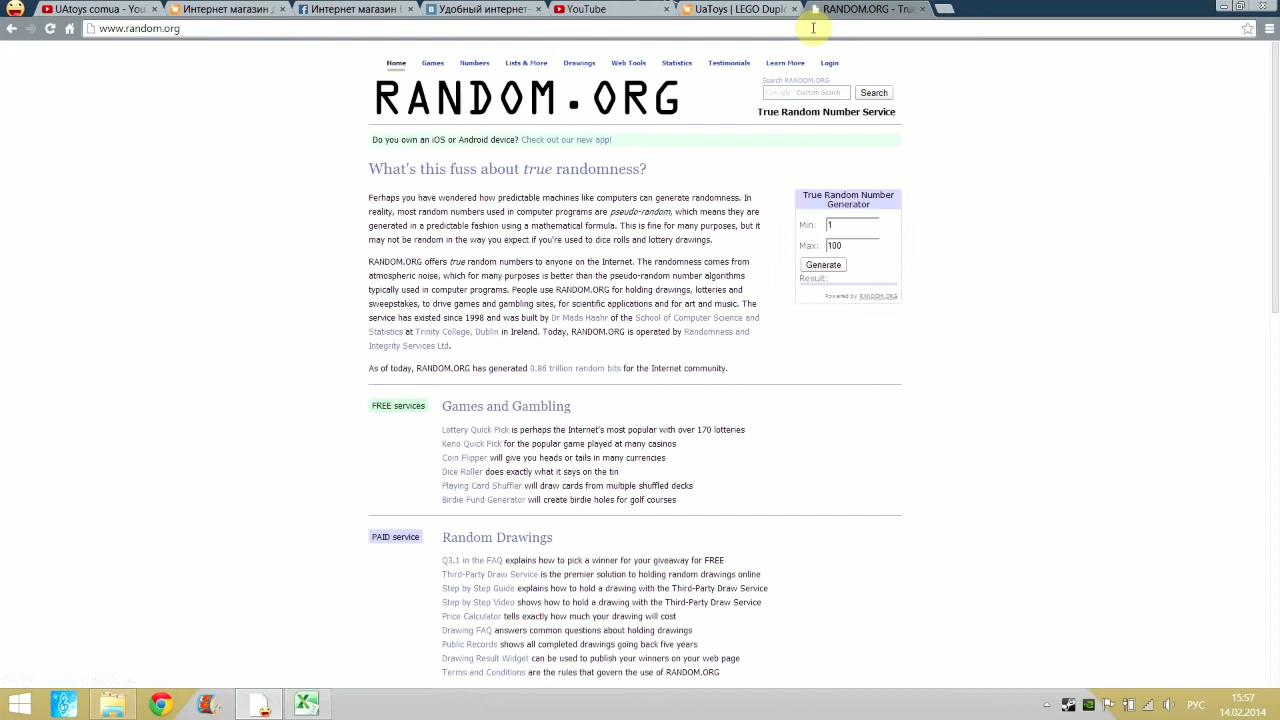 UAtoys comua - You
Интернет магазин д
Интернет магазин
Удобный интернет-
YouTube
UaToys | LEGO Dupl
RANDOM.ORG - Tru
www.random.org
Home Games Numbers Lists & More Drawings Web Tools Statistics Testimonials Learn More Login
RANDOM.ORG
Search RANDOM.ORG
Google™ Custom Search
Search
True Random Number Service
Do you own an iOS or Android device? Check out our new app!
What's this fuss about true randomness?
Perhaps you have wondered how predictable machines like computers can generate randomness. In
reality, most random numbers used in computer programs are pseudo-random, which means they are
generated in a predictable fashion using a mathematical formula. This is fine for many purposes, but it
may not be random in the way you expect if you're used to dice rolls and lottery drawings.
RANDOM.ORG offers true random numbers to anyone on the Internet. The randomness comes from
atmospheric noise, which for many purposes is better than the pseudo-random number algorithms
typically used in computer programs. People use RANDOM.ORG for holding drawings, lotteries and
sweepstakes, to drive games and gambling sites, for scientific applications and for art and music. The
service has existed since 1998 and was built by Dr Mads Haahr of the School of Computer Science and
Statistics at Trinity College, Dublin in Ireland. Today, RANDOM.ORG is operated by Randomness and
Integrity Services Ltd.
As of today, RANDOM.ORG has generated 0.86 trillion random bits for the Internet community.
True Random Number
Generator
Min: 1
Max: 100
Generate
Result:
Powered by RANDOM.ORG
FREE services
Games and Gambling
Lottery Quick Pick is perhaps the Internet's most popular with over 170 lotteries
Keno Quick Pick for the popular game played at many casinos
Coin Flipper will give you heads or tails in many currencies
Dice Roller does exactly what it says on the tin
Playing Card Shuffler will draw cards from multiple shuffled decks
Birdie Fund Generator will create birdie holes for golf courses
PAID service
Random Drawings
Q3.1 in the FAQ explains how to pick a winner for your giveaway for FREE
Third-Party Draw Service is the premier solution to holding random drawings online
Step by Step Guide explains how to hold a drawing with the Third-Party Draw Service
Step by Step Video shows how to hold a drawing with the Third-Party Draw Service
Price Calculator tells exactly how much your drawing will cost
Drawing FAQ answers common questions about holding drawings
Public Records shows all completed drawings going back five years
Drawing Result Widget can be used to publish your winners on your web page
Terms and Conditions are the rules that govern the use of RANDOM.ORG
РУС
15:57
14.02.2014